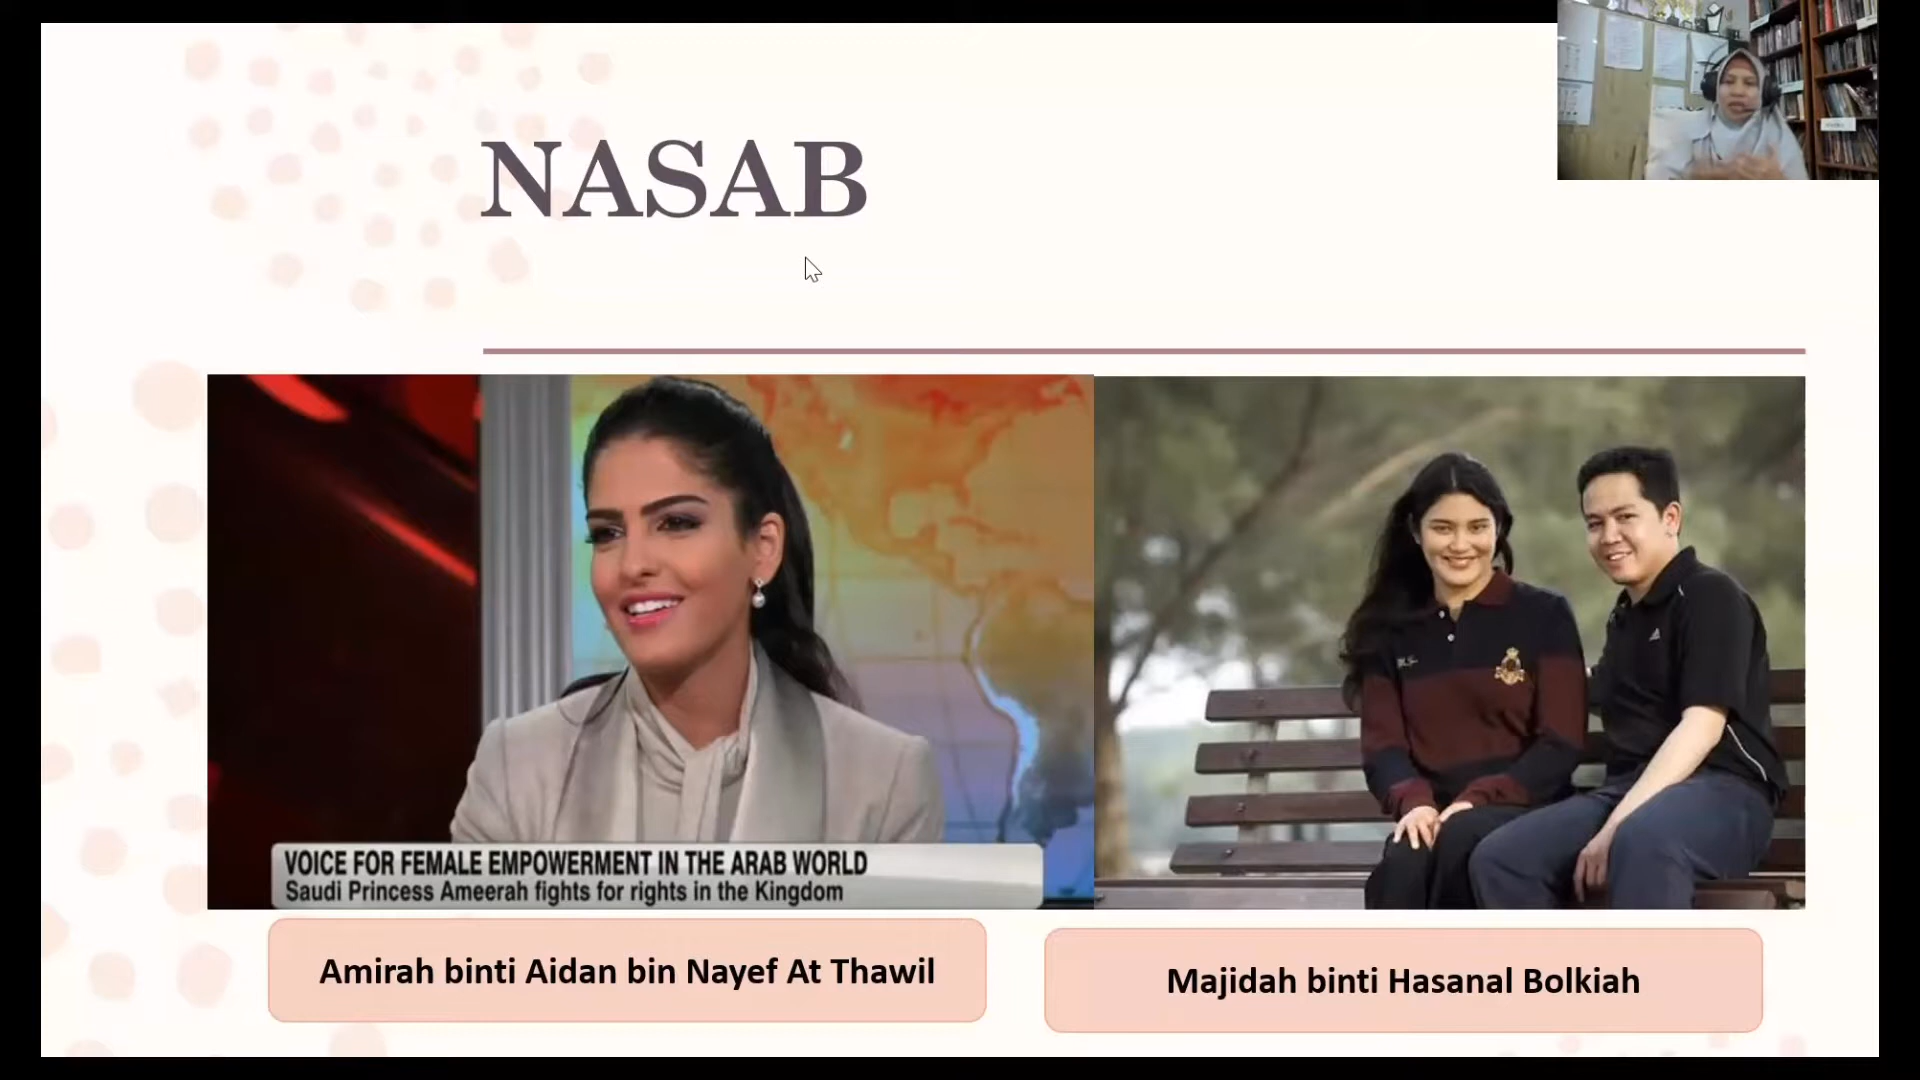 NASAB
VOICE FOR FEMALE EMPOWERMENT IN THE ARAB WORLD
Saudi Princess Ameerah fights for rights in the Kingdom
Amirah binti Aidan bin Nayef At Thawil
Majidah binti Hasanal Bolkiah